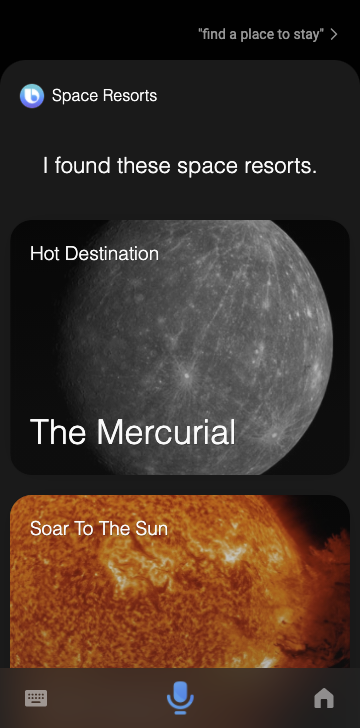 "find a place to stay"
Space Resorts
I found these space resorts.
Hot Destination
The Mercurial
Soar To The Sun